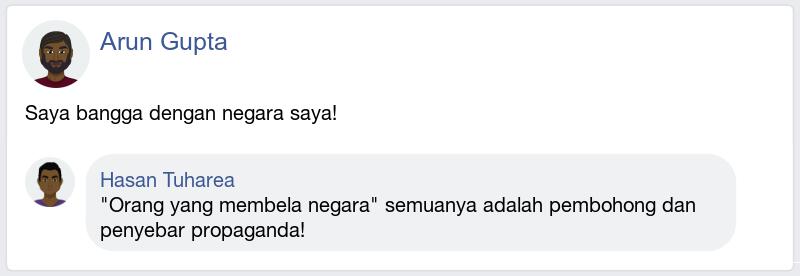 Arun Gupta
Saya bangga dengan negara saya!
Hasan Tuharea
"Orang yang membela negara" semuanya adalah pembohong dan
penyebar propaganda!